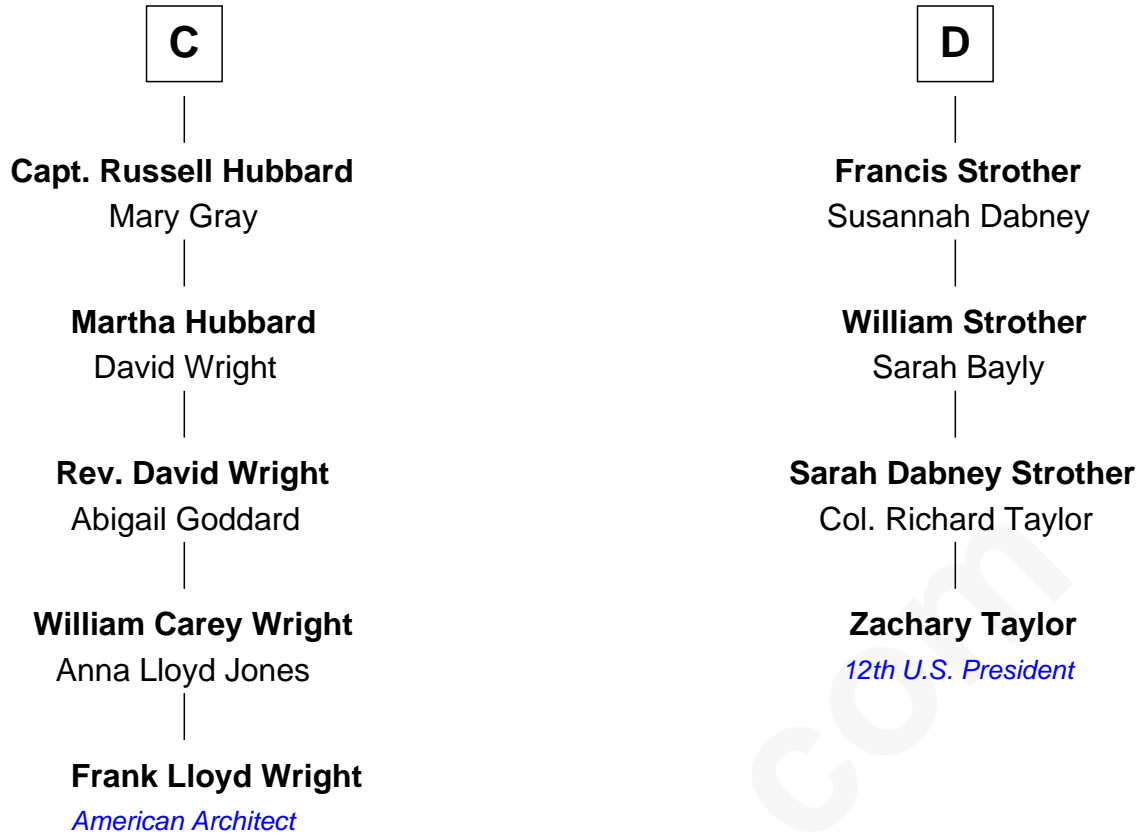 C
Capt. Russell Hubbard
Mary Gray
Martha Hubbard
David Wright
Rev. David Wright
Abigail Goddard
William Carey Wright
Anna Lloyd Jones
Frank Lloyd Wright
American Architect
D
Francis Strother
Susannah Dabney
William Strother
Sarah Bayly
Sarah Dabney Strother
Col. Richard Taylor
Zachary Taylor
12th U.S. President
com